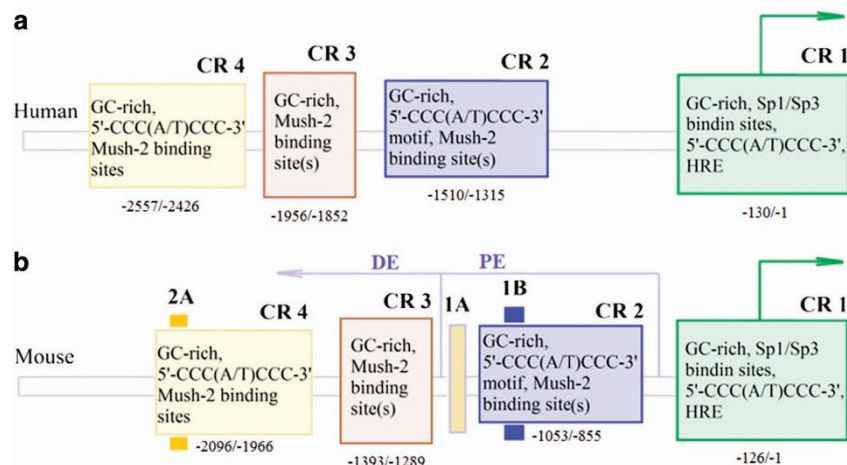 a
CR 4
CR 3
CR 2
CR 1
Human
GC-rich,
5'-CCC(A/T)CCC-3'
Mush-2 binding
sites
GC-rich,
Mush-2
binding
site(s)
GC-rich,
5'-CCC(A/T)CCC-3'
motif, Mush-2
binding site(s)
GC-rich, Sp1/Sp3
bindin sites,
5'-CCC(A/T)CCC-3',
HRE
-2557/-2426
-1956/-1852
-1510/-1315
-130/-1
b
DE
PE
2A
CR 4
CR 3
1A
1B
CR 2
CR 1
Mouse
GC-rich,
5'-CCC(A/T)CCC-3'
Mush-2 binding
sites
GC-rich,
Mush-2
binding
site(s)
GC-rich,
5'-CCC(A/T)CCC-3'
motif, Mush-2
binding site(s)
GC-rich, Sp1/Sp3
bindin sites,
5'-CCC(A/T)CCC-3',
HRE
-2096/-1966
-1393/-1289
-1053/-855
-126/-1